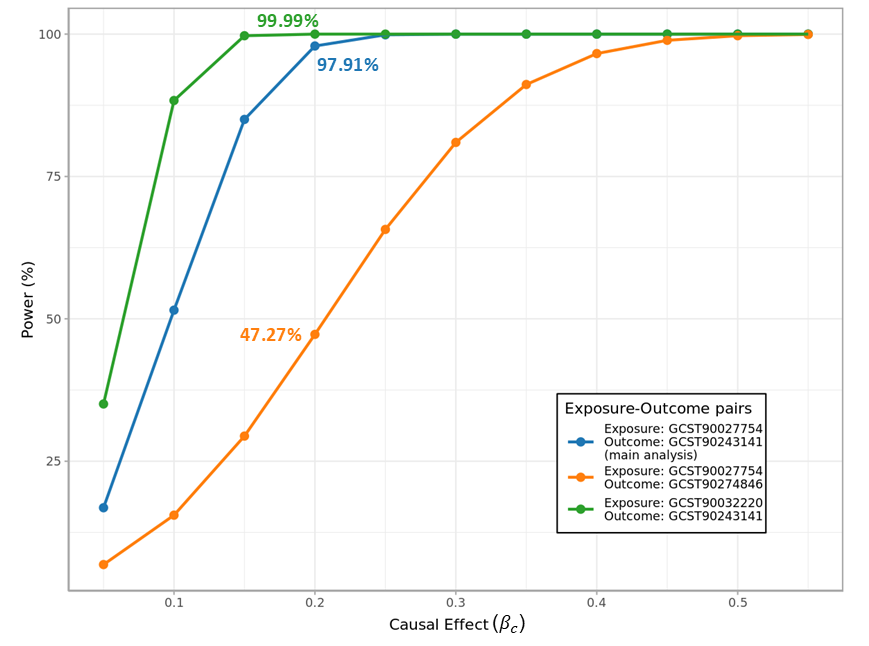 99.99%
100
97.91%
75
Power (%)
50
47.27%
25
Exposure-Outcome pairs
Exposure: GCST90027754
Outcome: GCST90243141
(main analysis)
Exposure: GCST90027754
Outcome: GCST90274846
Exposure: GCST90032220
Outcome: GCST90243141
0.1 0.2 0.3 0.4 0.5
Causal Effect (βc)